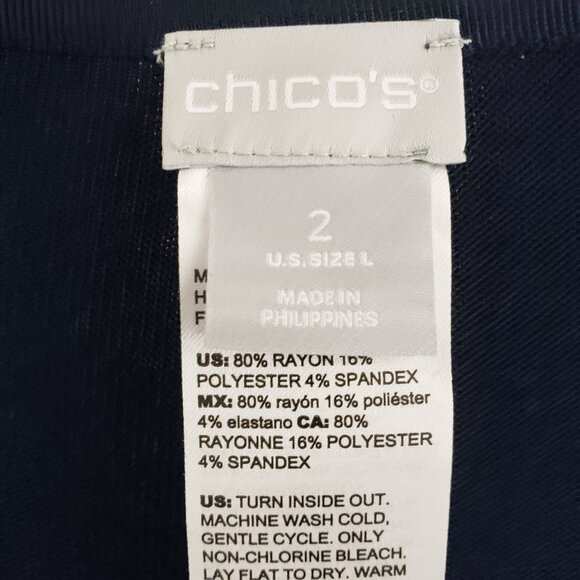 chico's®
2
U.S. SIZE L
MADE IN
PHILIPPINES
M
H
F
US: 80% RAYON 16%
POLYESTER 4% SPANDEX
MX: 80% rayón 16% poliéster
4% elastano CA: 80%
RAYONNE 16% POLYESTER
4% SPANDEX
US: TURN INSIDE OUT.
MACHINE WASH COLD,
GENTLE CYCLE. ONLY
NON-CHLORINE BLEACH.
LAY FLAT TO DRY. WARM